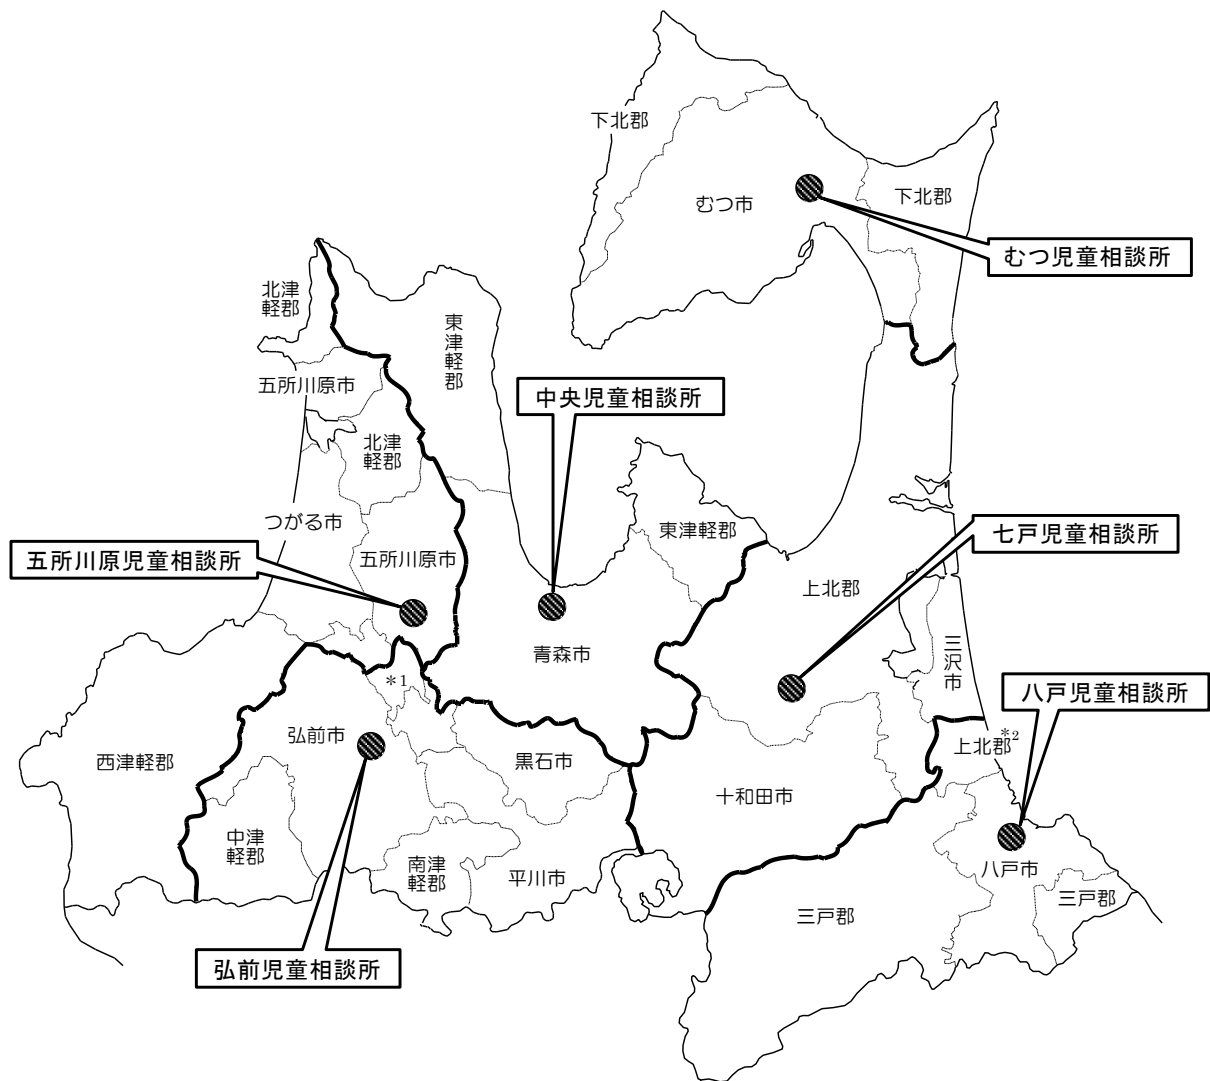 下北郡
むつ市
下北郡
むつ児童相談所
北津
軽郡
東津軽郡
五所川原市
中央児童相談所
北津
軽郡
つがる市
東津軽郡
七戸児童相談所
五所川原児童相談所
五所川原市
上北郡
青森市
三沢市
*1
八戸児童相談所
弘前市
上北郡*2
西津軽郡
黒石市
十和田市
中津
軽郡
南津
軽郡
平川市
八戸市
三戸郡
三戸郡
弘前児童相談所